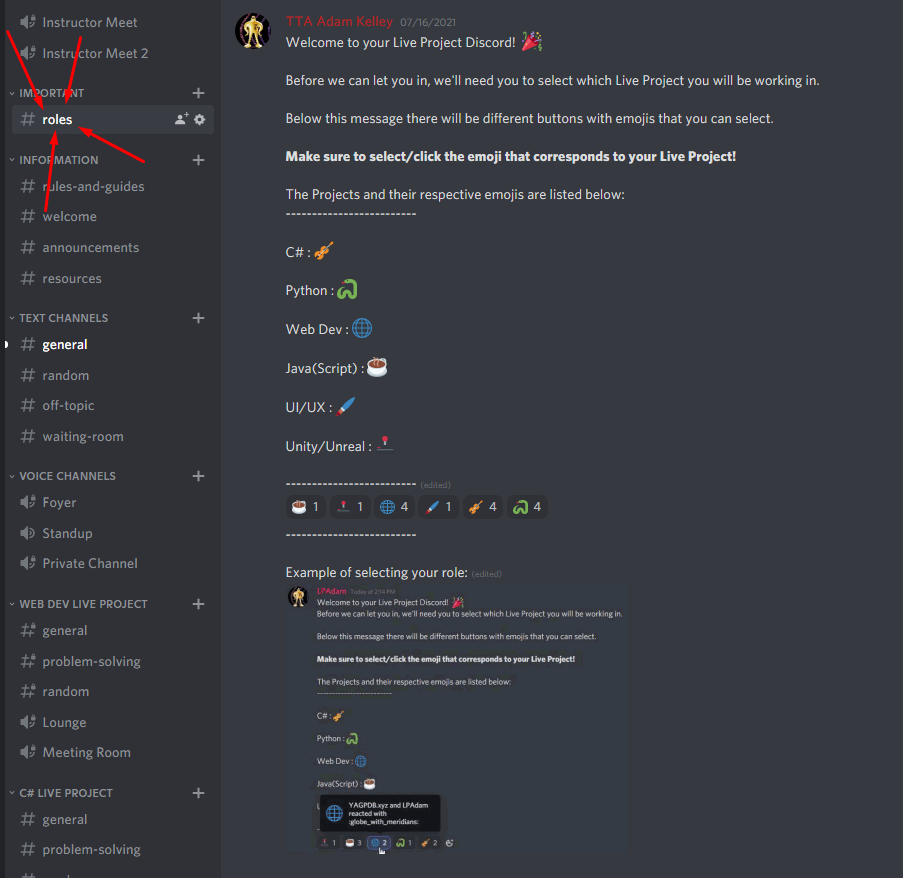 Instructor Meet
Instructor Meet 2
IMPORTANT
roles
INFORMATION
rules-and-guides
welcome
announcements
resources
TEXT CHANNELS
general
random
off-topic
waiting-room
VOICE CHANNELS
Foyer
Standup
Private Channel
WEB DEV LIVE PROJECT
general
problem-solving
random
Lounge
Meeting Room
C# LIVE PROJECT
general
problem-solving
TTA Adam Kelley 07/16/2021
Welcome to your Live Project Discord!
Before we can let you in, we'll need you to select which Live Project you will be working in.
Below this message there will be different buttons with emojis that you can select.
Make sure to select/click the emoji that corresponds to your Live Project!
The Projects and their respective emojis are listed below:
-------------------------
C# :
Python :
Web Dev :
Java(Script) :
UI/UX :
Unity/Unreal :
------------------------- (edited)
1 1 4 1 4 4
-------------------------
Example of selecting your role: (edited)
LPAdam Today at 2:14 PM
Welcome to your Live Project Discord!
Before we can let you in, we'll need you to select which Live Project you will be working in.
Below this message there will be different buttons with emojis that you can select.
Make sure to select/click the emoji that corresponds to your Live Project!
The Projects and their respective emojis are listed below:
-------------------------
C# :
Python :
Web Dev :
Java(Script) :
YAGPDB.xyz and LPAdam
reacted with
:globe_with_meridians:
1 3 2 1 2